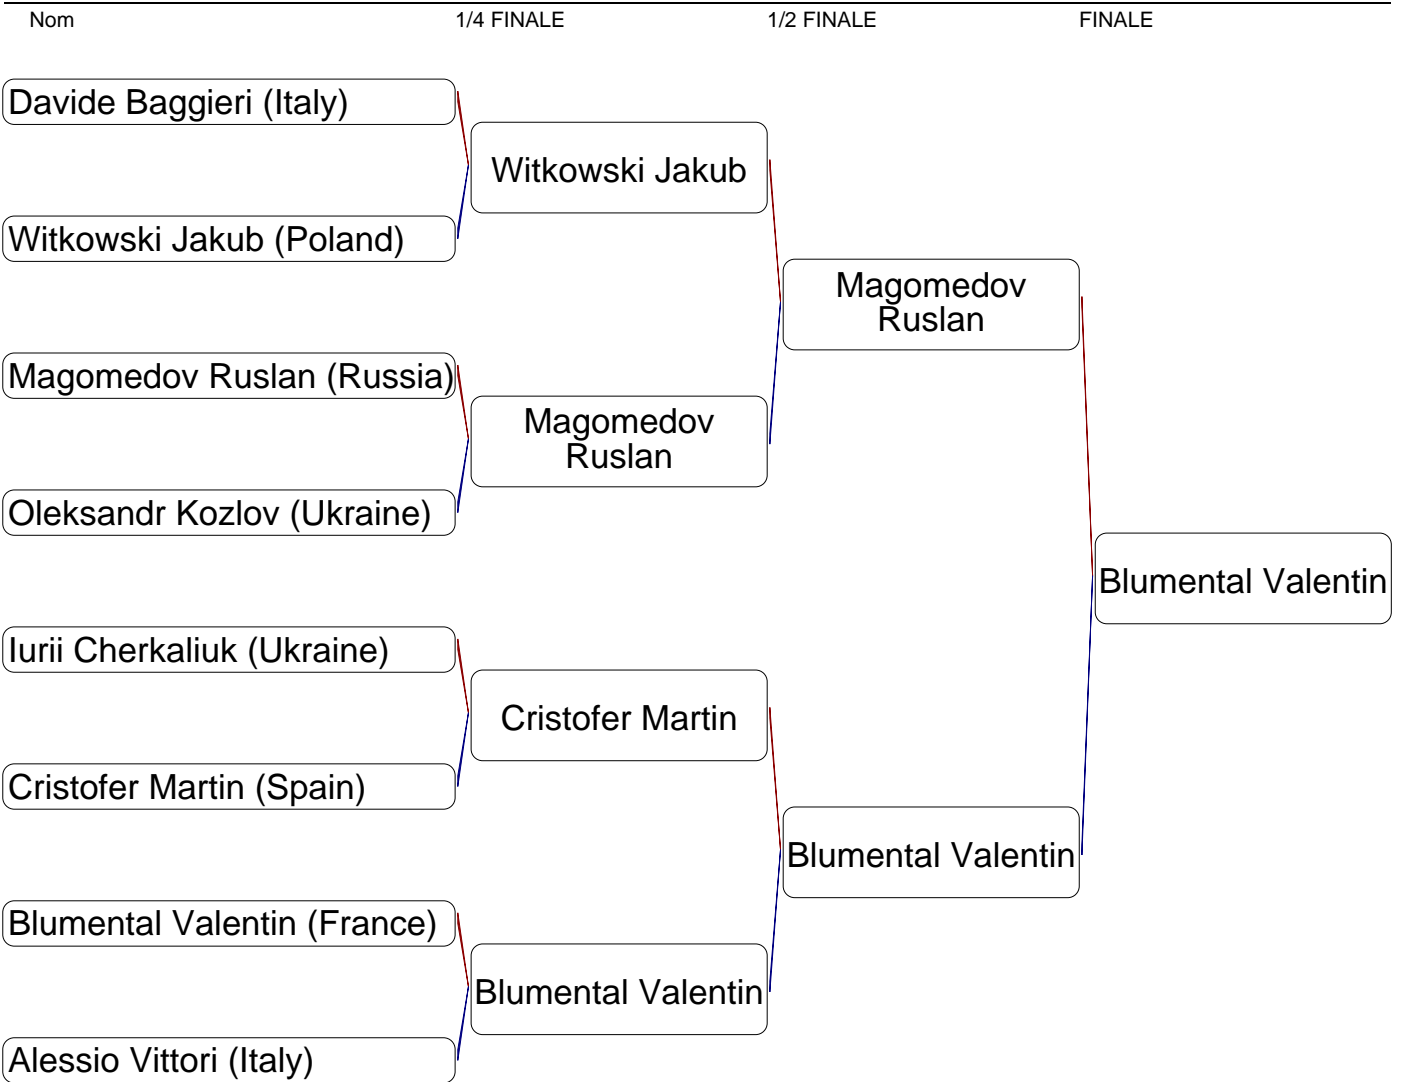 Nom 1/4 FINALE 1/2 FINALE FINALE
Davide Baggieri (Italy)
Witkowski Jakub
Witkowski Jakub (Poland)
Magomedov
Ruslan
Magomedov Ruslan (Russia)
Magomedov
Ruslan
Oleksandr Kozlov (Ukraine)
Blumental Valentin
Iurii Cherkaliuk (Ukraine)
Cristofer Martin
Cristofer Martin (Spain)
Blumental Valentin
Blumental Valentin (France)
Blumental Valentin
Alessio Vittori (Italy)